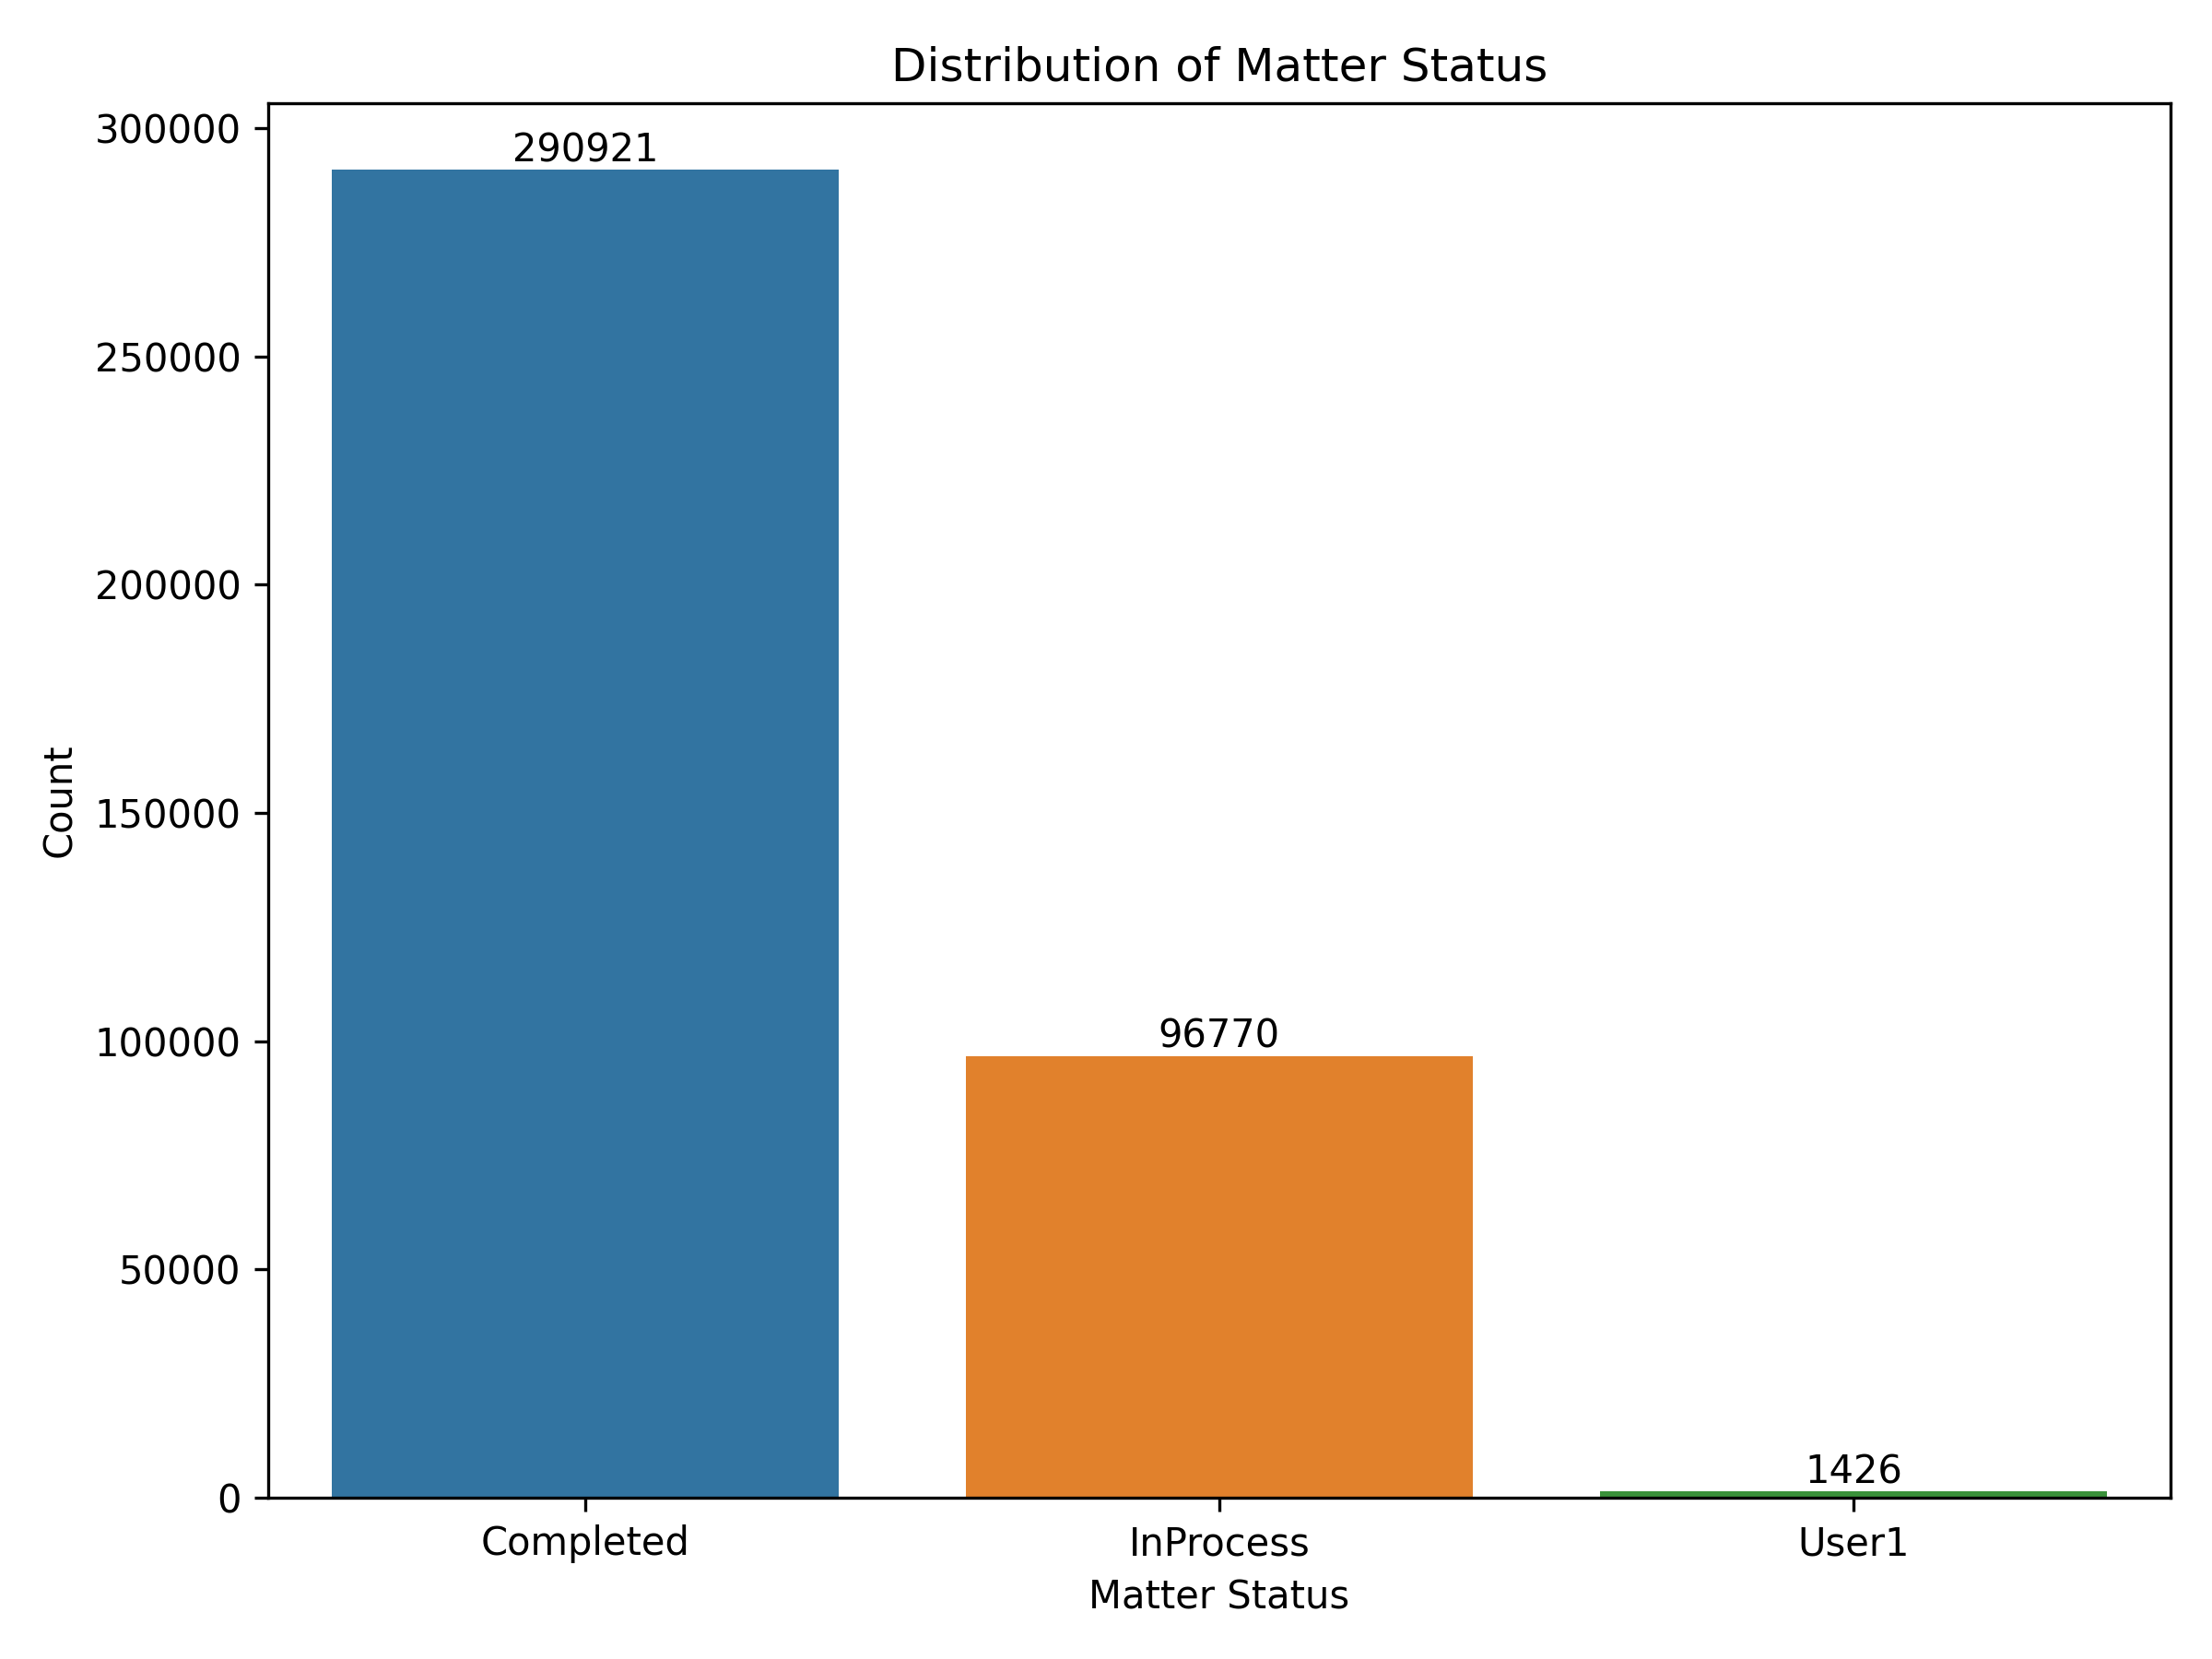 Distribution of Matter Status
300000
250000
200000
150000
100000
50000
0
Count
290921
96770
1426
Completed
InProcess
User1
Matter Status